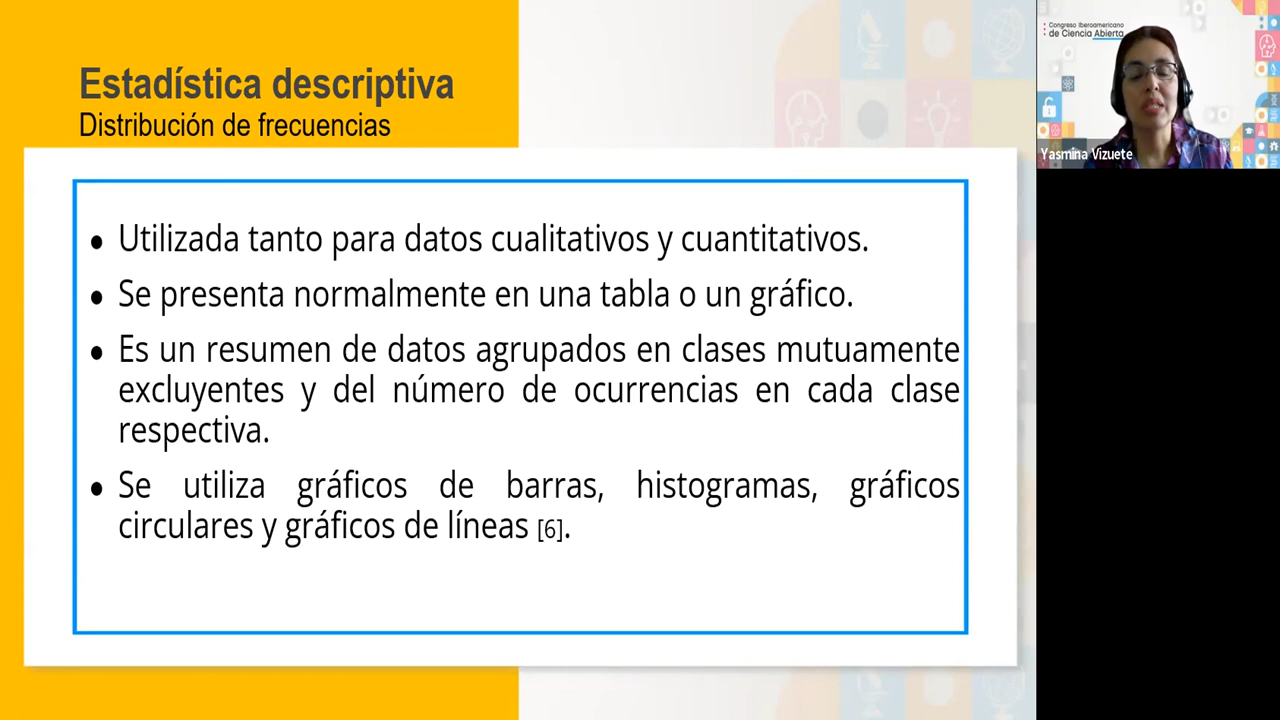 Estadística descriptiva
Distribución de frecuencias
• Utilizada tanto para datos cualitativos y cuantitativos.
• Se presenta normalmente en una tabla o un gráfico.
• Es un resumen de datos agrupados en clases mutuamente
excluyentes y del número de ocurrencias en cada clase
respectiva.
• Se utiliza gráficos de barras, histogramas, gráficos
circulares y gráficos de líneas [6].
Congreso Iberoamericano
de Ciencia Abierta
Yasmina Vizuete